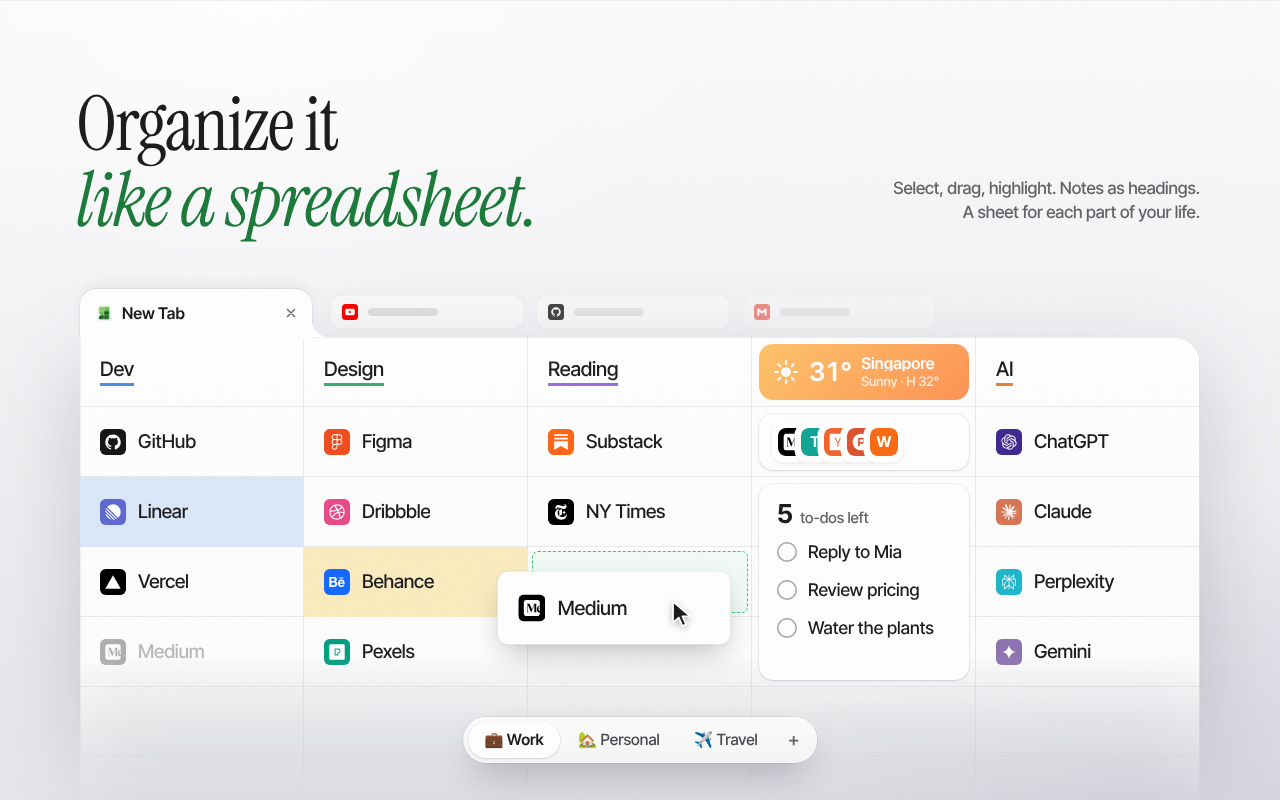 Organize it
like a spreadsheet.
Select, drag, highlight. Notes as headings.
A sheet for each part of your life.
New Tab
Dev
Design
Reading
31°
Singapore
Sunny · H 32°
AI
GitHub
Figma
Substack
M T Y P W
ChatGPT
Linear
Dribbble
NY Times
5 to-dos left
Claude
Reply to Mia
Vercel
Bē Behance
Review pricing
Perplexity
Medium
Water the plants
Medium
Pexels
Gemini
Work
Personal
Travel
+